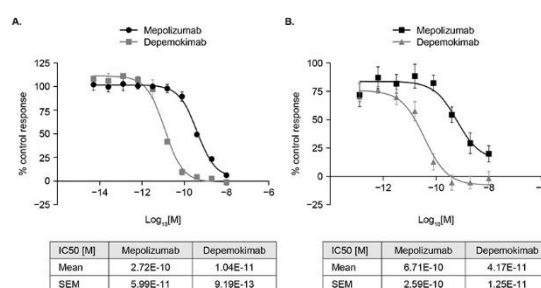 A.
Mepolizumab
Depemokimab
% control response
125
100
75
50
25
0
−25
−14 −12 −10 −8 −6
Log₁₀[M]
IC50 [M] Mepolizumab Depemokimab
Mean 2.72E-10 1.04E-11
SEM 5.99E-11 9.19E-13
B.
Mepolizumab
Depemokimab
% control response
100
75
50
25
0
−25
−12 −10 −8 −6
Log₁₀[M]
IC50 [M] Mepolizumab Depemokimab
Mean 6.71E-10 4.17E-11
SEM 2.59E-10 1.25E-11